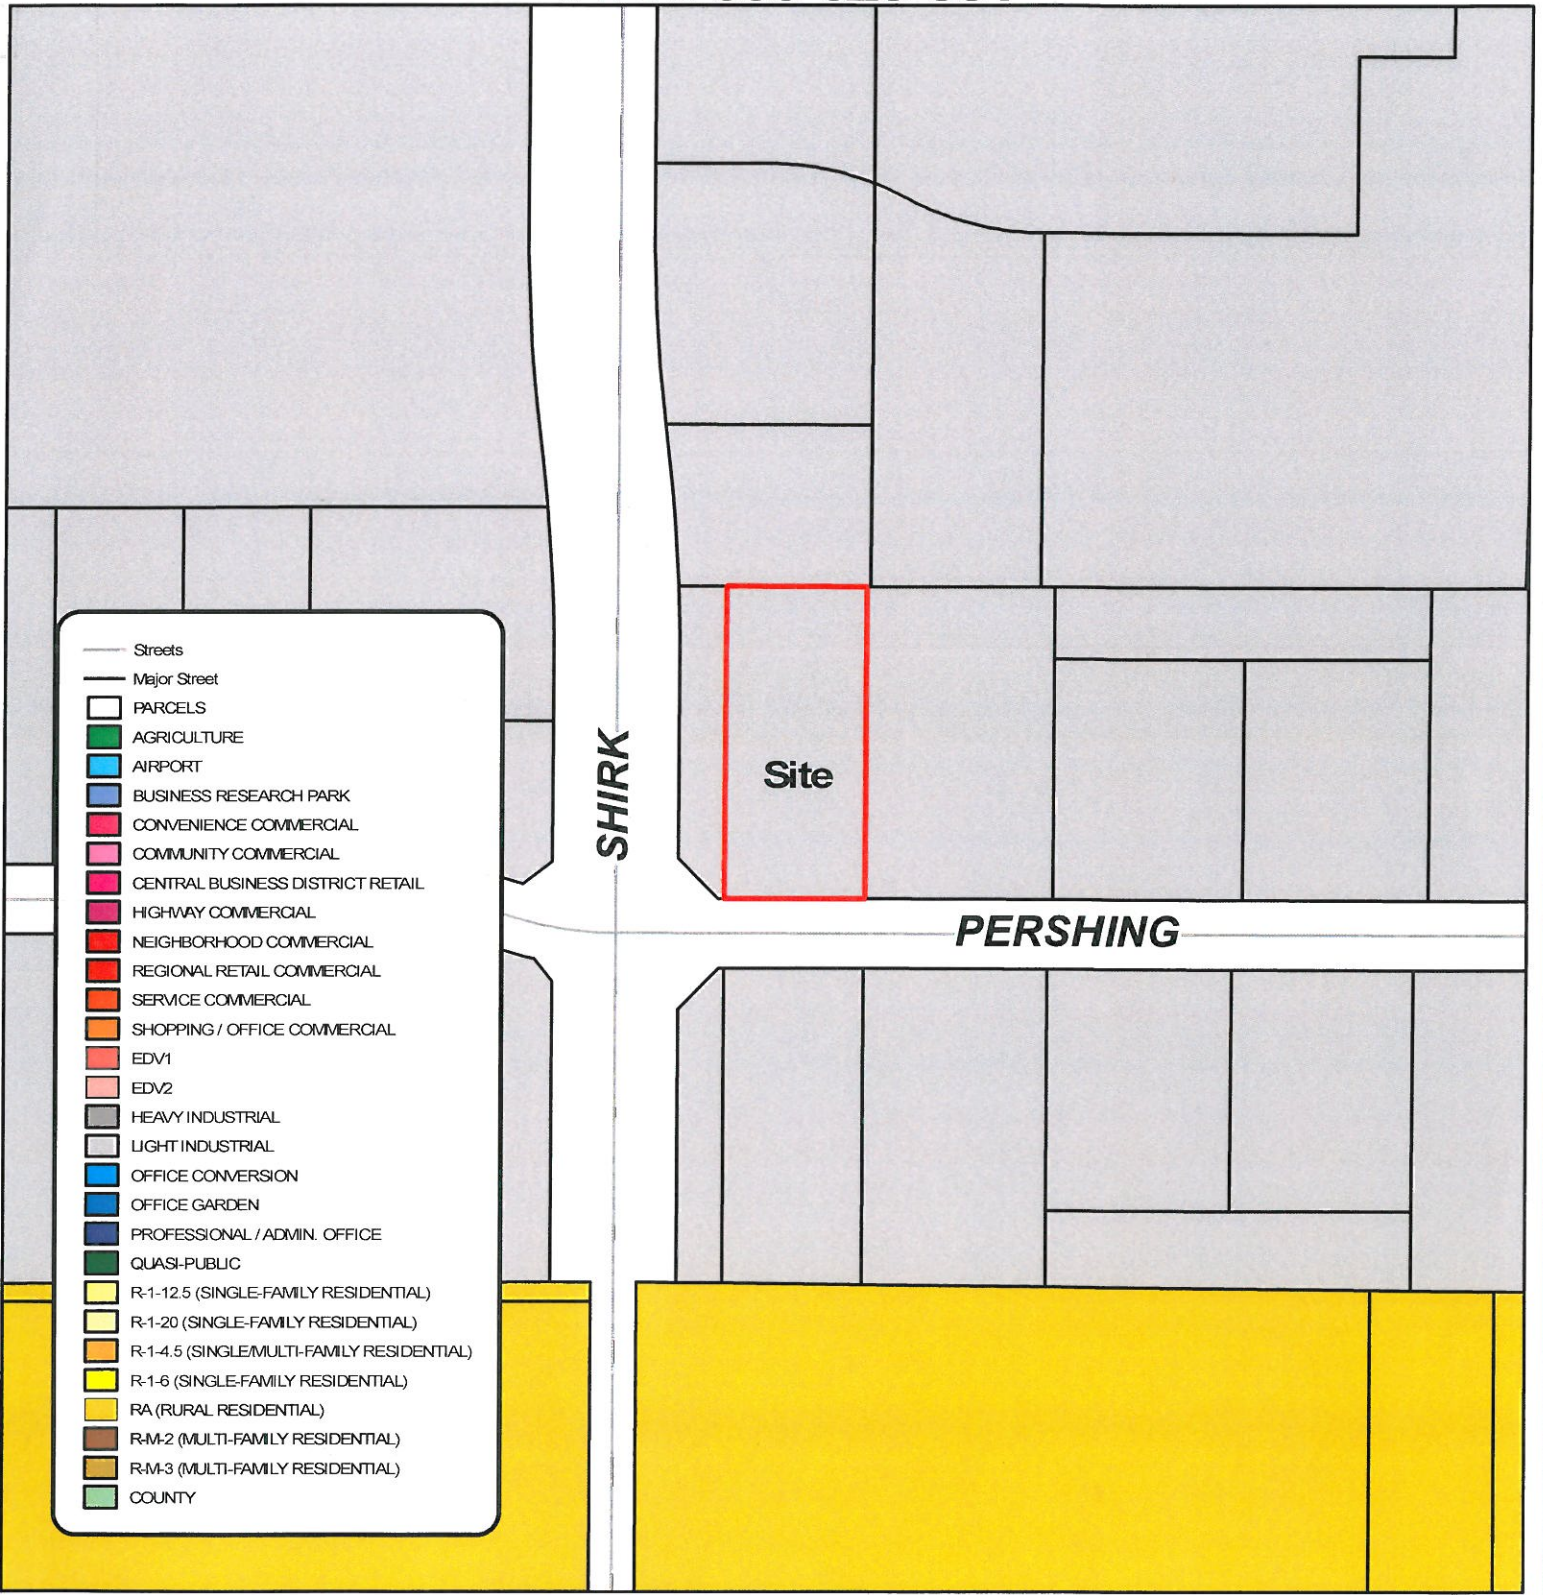 Streets
Major Street
PARCELS
AGRICULTURE
AIRPORT
BUSINESS RESEARCH PARK
CONVENIENCE COMMERCIAL
COMMUNITY COMMERCIAL
CENTRAL BUSINESS DISTRICT RETAIL
HIGHWAY COMMERCIAL
NEIGHBORHOOD COMMERCIAL
REGIONAL RETAIL COMMERCIAL
SERVICE COMMERCIAL
SHOPPING / OFFICE COMMERCIAL
EDV1
EDV2
HEAVY INDUSTRIAL
LIGHT INDUSTRIAL
OFFICE CONVERSION
OFFICE GARDEN
PROFESSIONAL / ADMIN. OFFICE
QUASI-PUBLIC
R-1-12.5 (SINGLE-FAMILY RESIDENTIAL)
R-1-20 (SINGLE-FAMILY RESIDENTIAL)
R-1-4.5 (SINGLE/MULTI-FAMILY RESIDENTIAL)
R-1-6 (SINGLE-FAMILY RESIDENTIAL)
RA (RURAL RESIDENTIAL)
R-M-2 (MULTI-FAMILY RESIDENTIAL)
R-M-3 (MULTI-FAMILY RESIDENTIAL)
COUNTY
SHIRK
Site
PERSHING